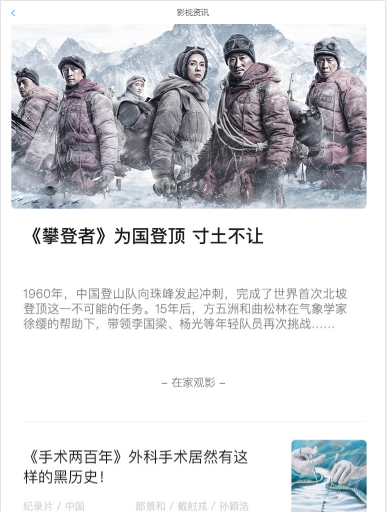 影视资讯
《攀登者》为国登顶 寸土不让
1960年，中国登山队向珠峰发起冲刺，完成了世界首次北坡
登顶这一不可能的任务。15年后，方五洲和曲松林在气象学家
徐缨的帮助下，带领李国梁、杨光等年轻队员再次挑战……
– 在家观影 –
《手术两百年》外科手术居然有这
样的黑历史！
纪录片 / 中国 郎景和 / 戴尅戎 / 孙颖浩